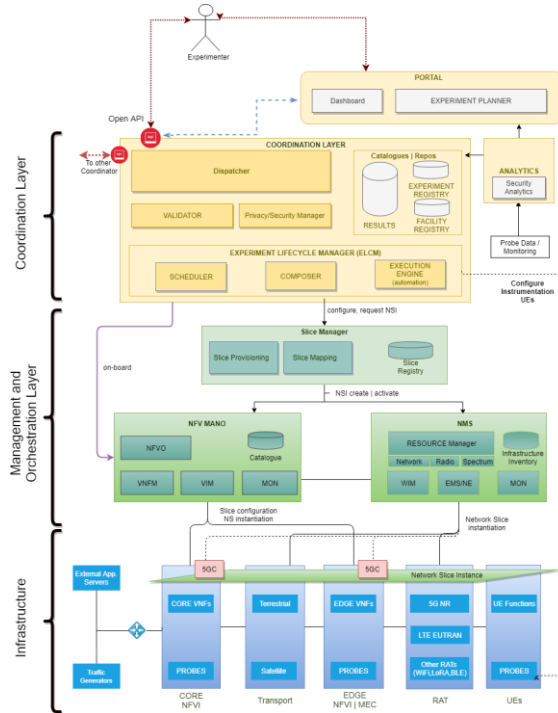 Experimenter
PORTAL
Dashboard
EXPERIMENT PLANNER
Open API
To other
Coordinator
Coordination Layer
COORDINATION LAYER
Dispatcher
Catalogues | Repos
EXPERIMENT
REGISTRY
RESULTS
FACILITY
REGISTRY
VALIDATOR
Privacy/Security Manager
ANALYTICS
Security
Analytics
Probe Data /
Monitoring
EXPERIMENT LIFECYCLE MANAGER (ELCM)
SCHEDULER
COMPOSER
EXECUTION
ENGINE
(automation)
Configure
Instrumentation
UEs
configure, request NSI
Management and
Orchestration Layer
on-board
Slice Manager
Slice Provisioning
Slice Mapping
Slice
Registry
NSI create | activate
NFV MANO
NFVO
Catalogue
VNFM
VIM
MON
NMS
RESOURCE Manager
Network
Radio
Spectrum
Infrastructure
Inventory
WIM
EMS/NE
MON
Slice configuration
NS instantiation
Network Slice
instantiation
Infrastructure
5GC
5GC
Network Slice Instance
External App.
Servers
Traffic
Generators
CORE VNFs
PROBES
CORE
NFVI
Terrestrial
Satellite
Transport
EDGE VNFs
PROBES
EDGE
NFVI | MEC
5G NR
LTE EUTRAN
Other RATs
(WiFi,LoRA,BLE)
RAT
UE Functions
PROBES
UEs